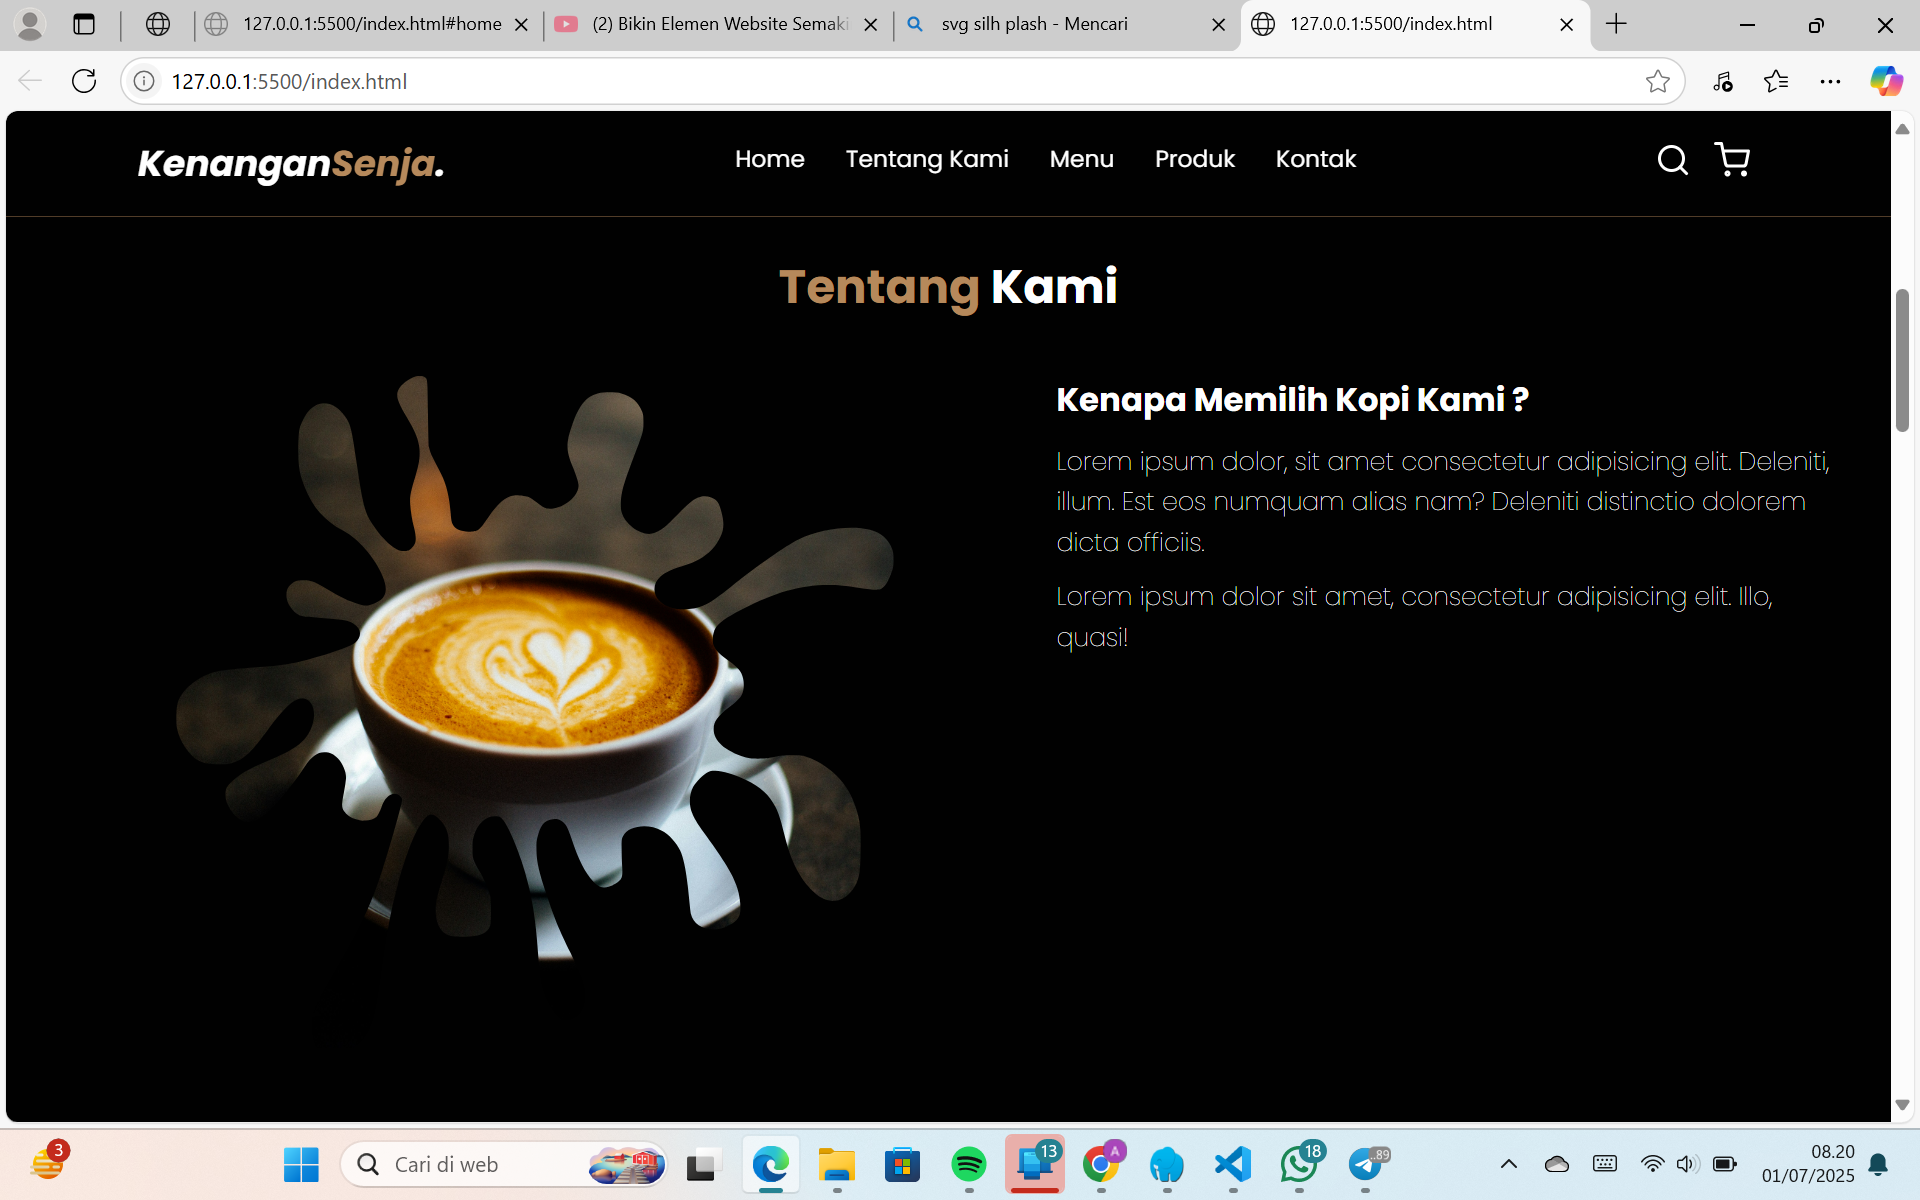 127.0.0.1:5500/index.html#home
(2) Bikin Elemen Website Semaki
svg silh plash - Mencari
127.0.0.1:5500/index.html
127.0.0.1:5500/index.html
KenanganSenja.
Home Tentang Kami Menu Produk Kontak
Tentang Kami
Kenapa Memilih Kopi Kami ?
Lorem ipsum dolor, sit amet consectetur adipisicing elit. Deleniti,
illum. Est eos numquam alias nam? Deleniti distinctio dolorem
dicta officiis.
Lorem ipsum dolor sit amet, consectetur adipisicing elit. Illo,
quasi!
3
Cari di web
13
A
18
..89
08.20
01/07/2025